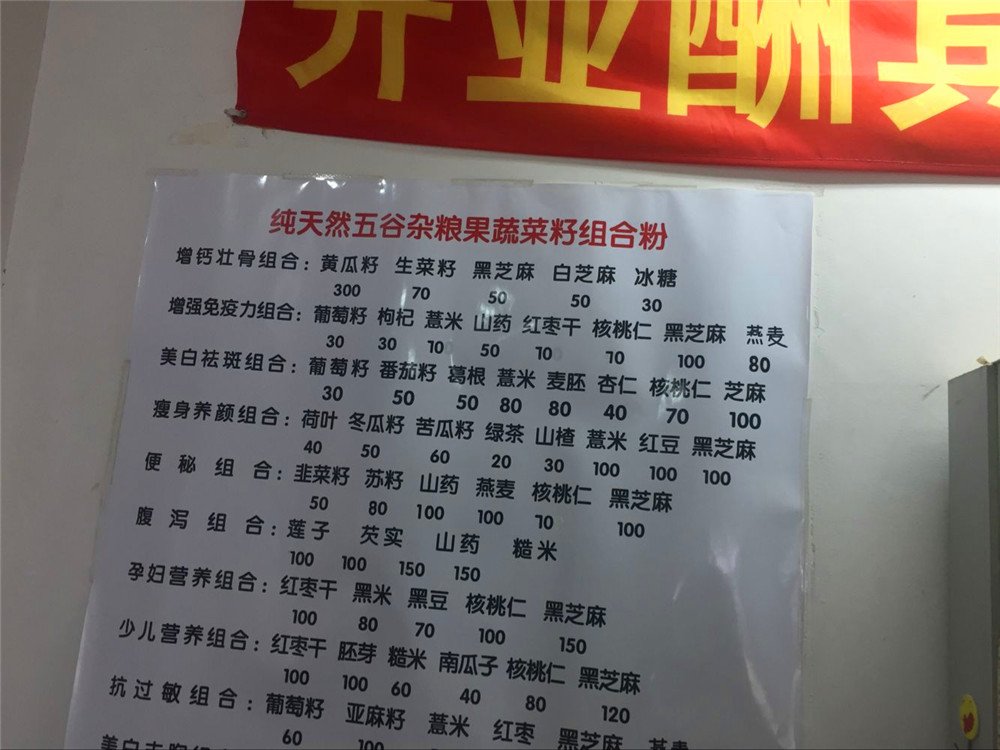 业酬宾
纯天然五谷杂粮果蔬菜籽组合粉
增钙壮骨组合：黄瓜籽 生菜籽 黑芝麻 白芝麻 冰糖
300 70 50 50 30
增强免疫力组合：葡萄籽 枸杞 薏米 山药 红枣干 核桃仁 黑芝麻 燕麦
30 30 10 50 10 10 100 80
美白祛斑组合：葡萄籽 番茄籽 葛根 薏米 麦胚 杏仁 核桃仁 芝麻
30 50 50 80 80 40 70 100
瘦身养颜组合：荷叶 冬瓜籽 苦瓜籽 绿茶 山楂 薏米 红豆 黑芝麻
40 50 60 20 30 100 100 100
便秘组合：韭菜籽 苏籽 山药 燕麦 核桃仁 黑芝麻
50 80 100 100 70 100
腹泻组合：莲子 芡实 山药 糙米
100 100 150 150
孕妇营养组合：红枣干 黑米 黑豆 核桃仁 黑芝麻
100 80 70 100 150
少儿营养组合：红枣干 胚芽 糙米 南瓜子 核桃仁 黑芝麻
100 100 60 40 80 120
抗过敏组合：葡萄籽 亚麻籽 薏米 红枣 黑芝麻 燕麦
60 100